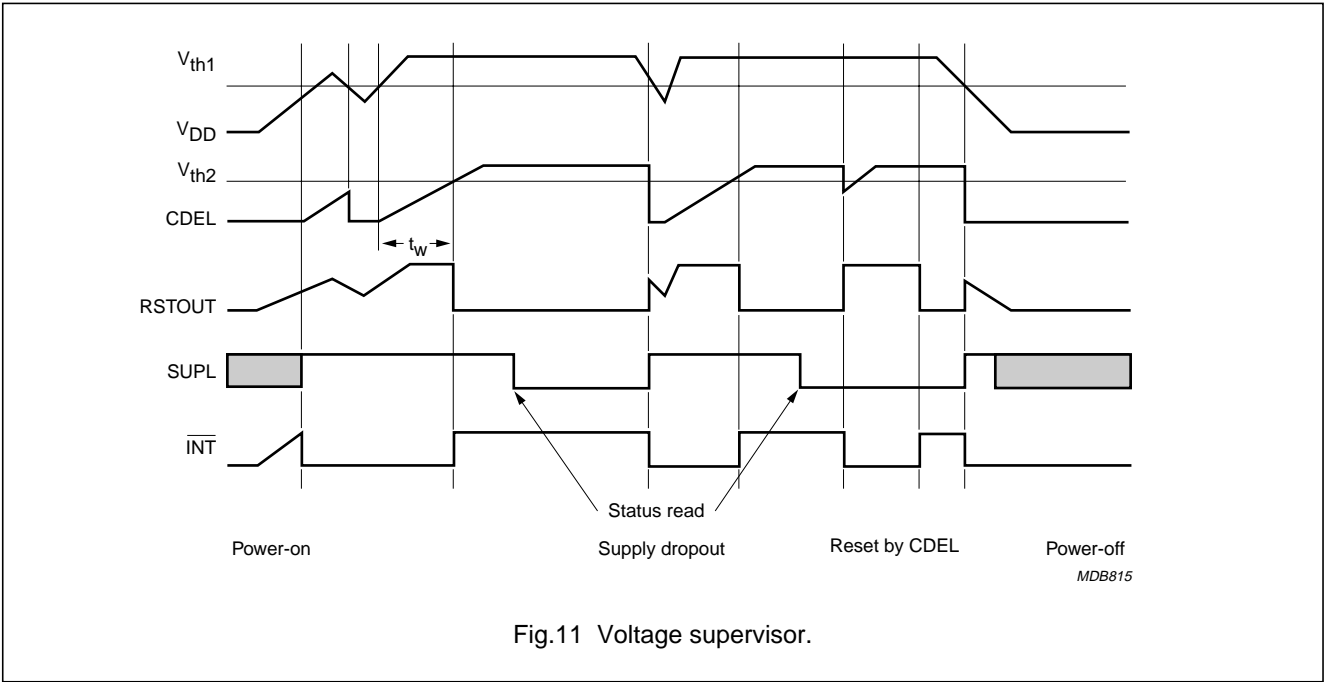 Vth1
VDD
Vth2
CDEL
tW
RSTOUT
SUPL
I̅N̅T̅
Status read
Power-on
Supply dropout
Reset by CDEL
Power-off
MDB815
Fig.11 Voltage supervisor.